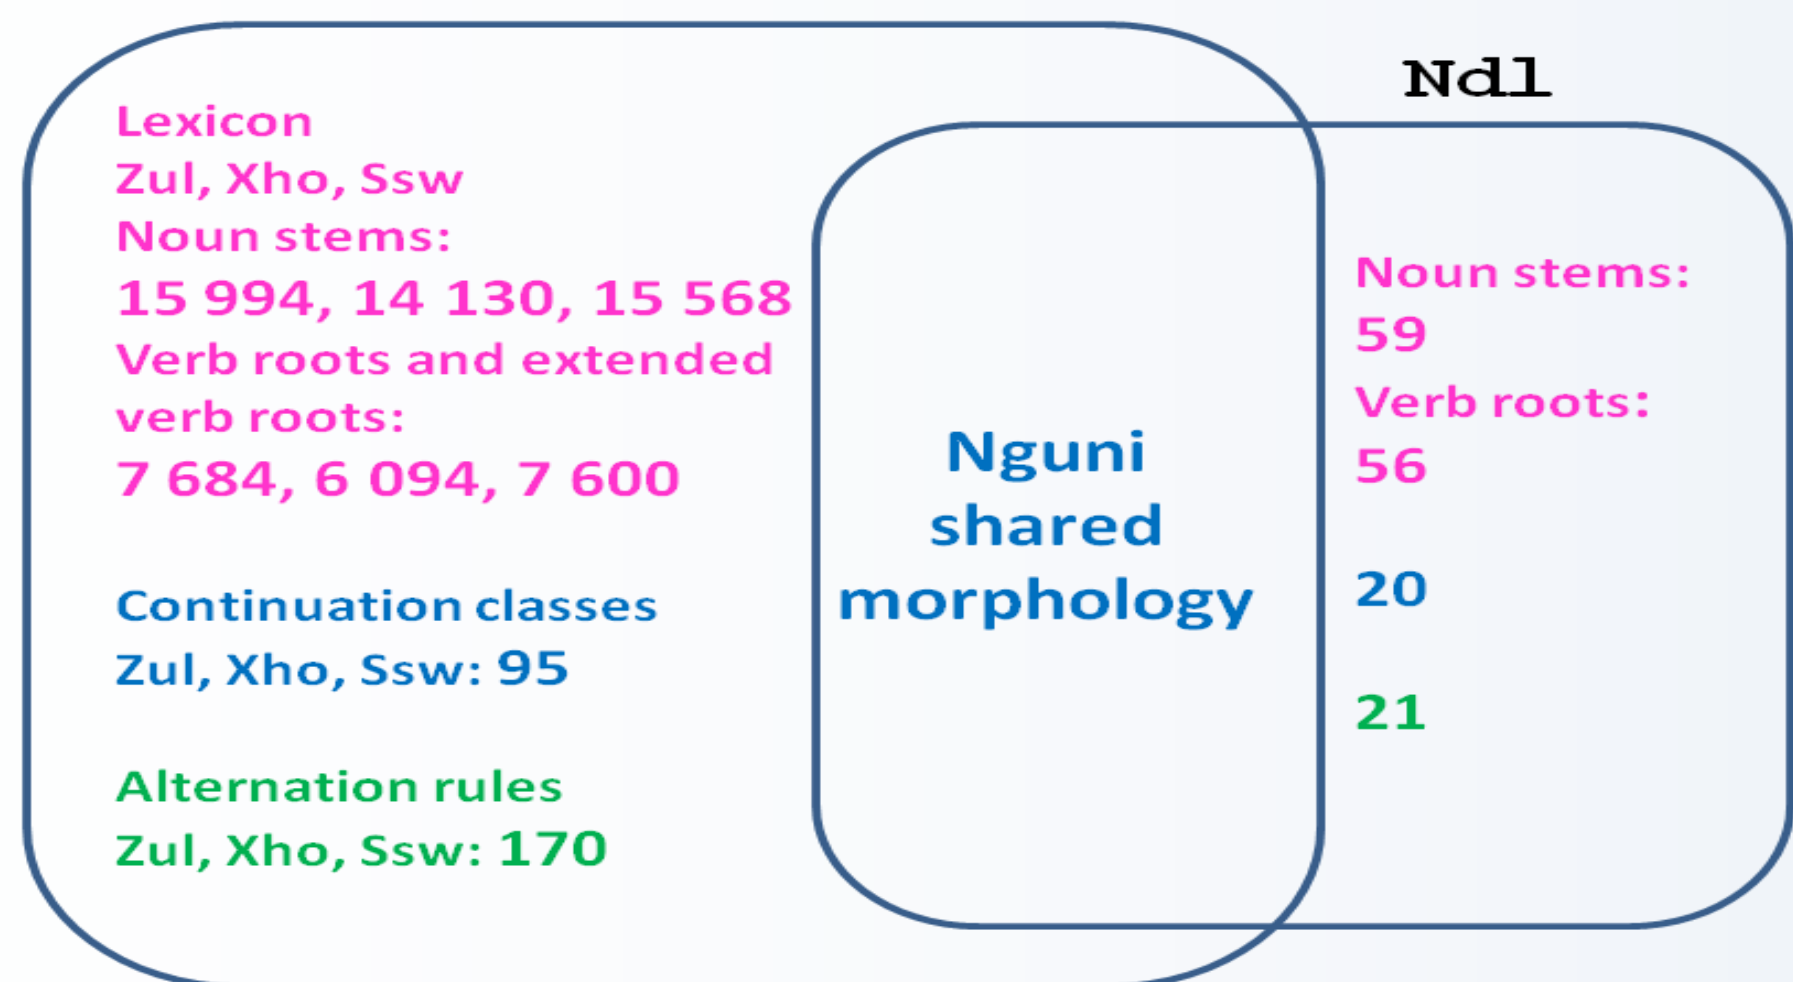 Ndl
Lexicon
Zul, Xho, Ssw
Noun stems:
15 994, 14 130, 15 568
Verb roots and extended
verb roots:
7 684, 6 094, 7 600
Continuation classes
Zul, Xho, Ssw: 95
Alternation rules
Zul, Xho, Ssw: 170
Nguni
shared
morphology
Noun stems:
59
Verb roots:
56
20
21